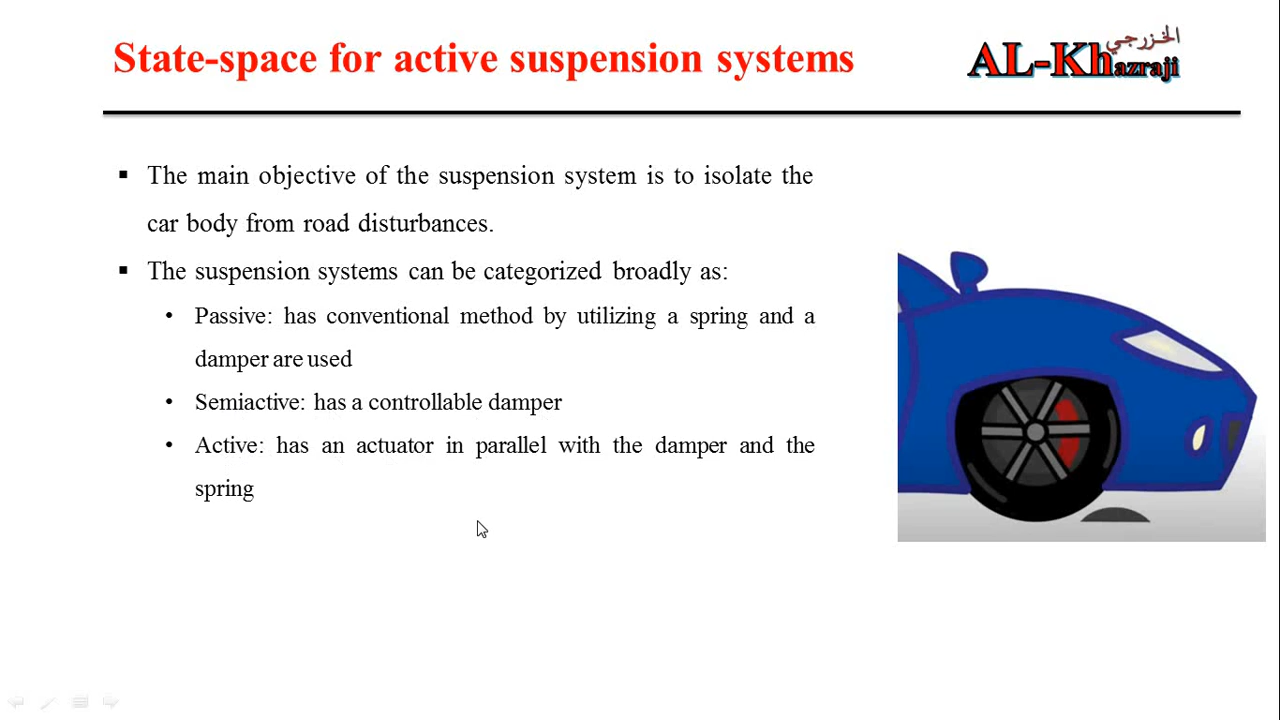 State-space for active suspension systems
الخزرجي
AL-Khazraji
▪ The main objective of the suspension system is to isolate the
car body from road disturbances.
▪ The suspension systems can be categorized broadly as:
• Passive: has conventional method by utilizing a spring and a
damper are used
• Semiactive: has a controllable damper
• Active: has an actuator in parallel with the damper and the
spring